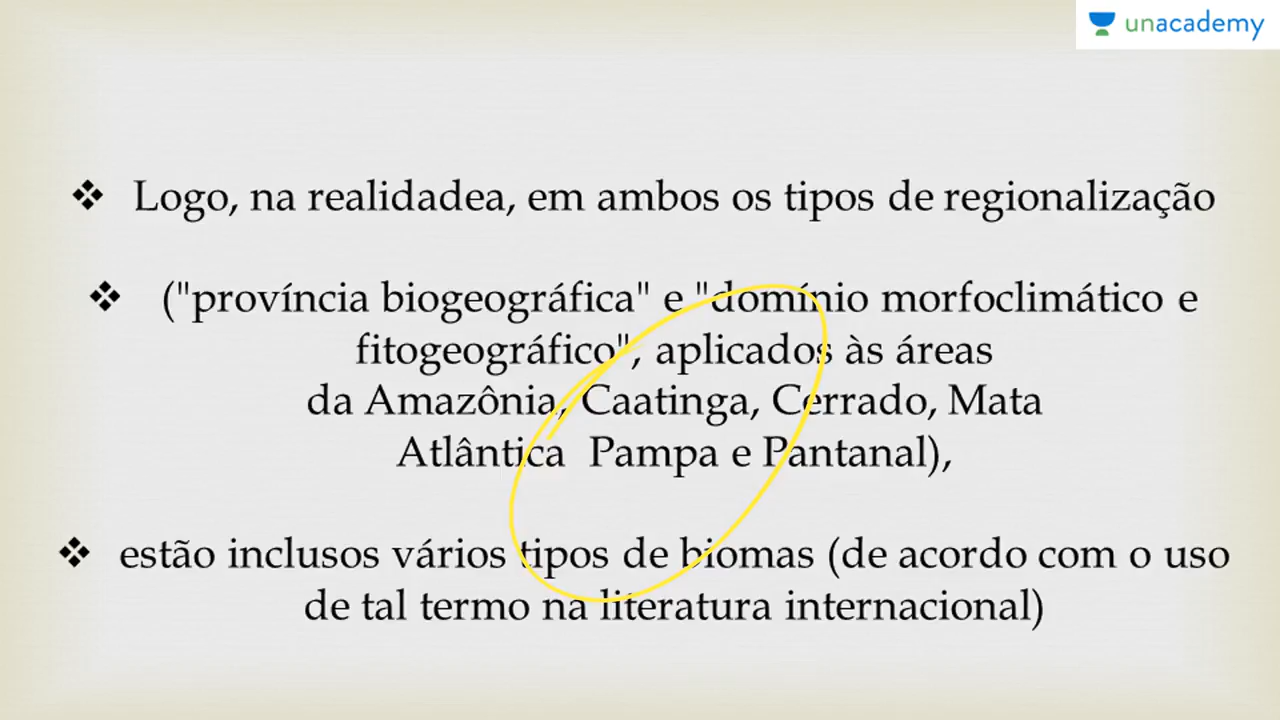 unacademy
❖ Logo, na realidadea, em ambos os tipos de regionalização
❖ ("província biogeográfica" e "domínio morfoclimático e
fitogeográfico", aplicados às áreas
da Amazônia, Caatinga, Cerrado, Mata
Atlântica Pampa e Pantanal),
❖ estão inclusos vários tipos de biomas (de acordo com o uso
de tal termo na literatura internacional)